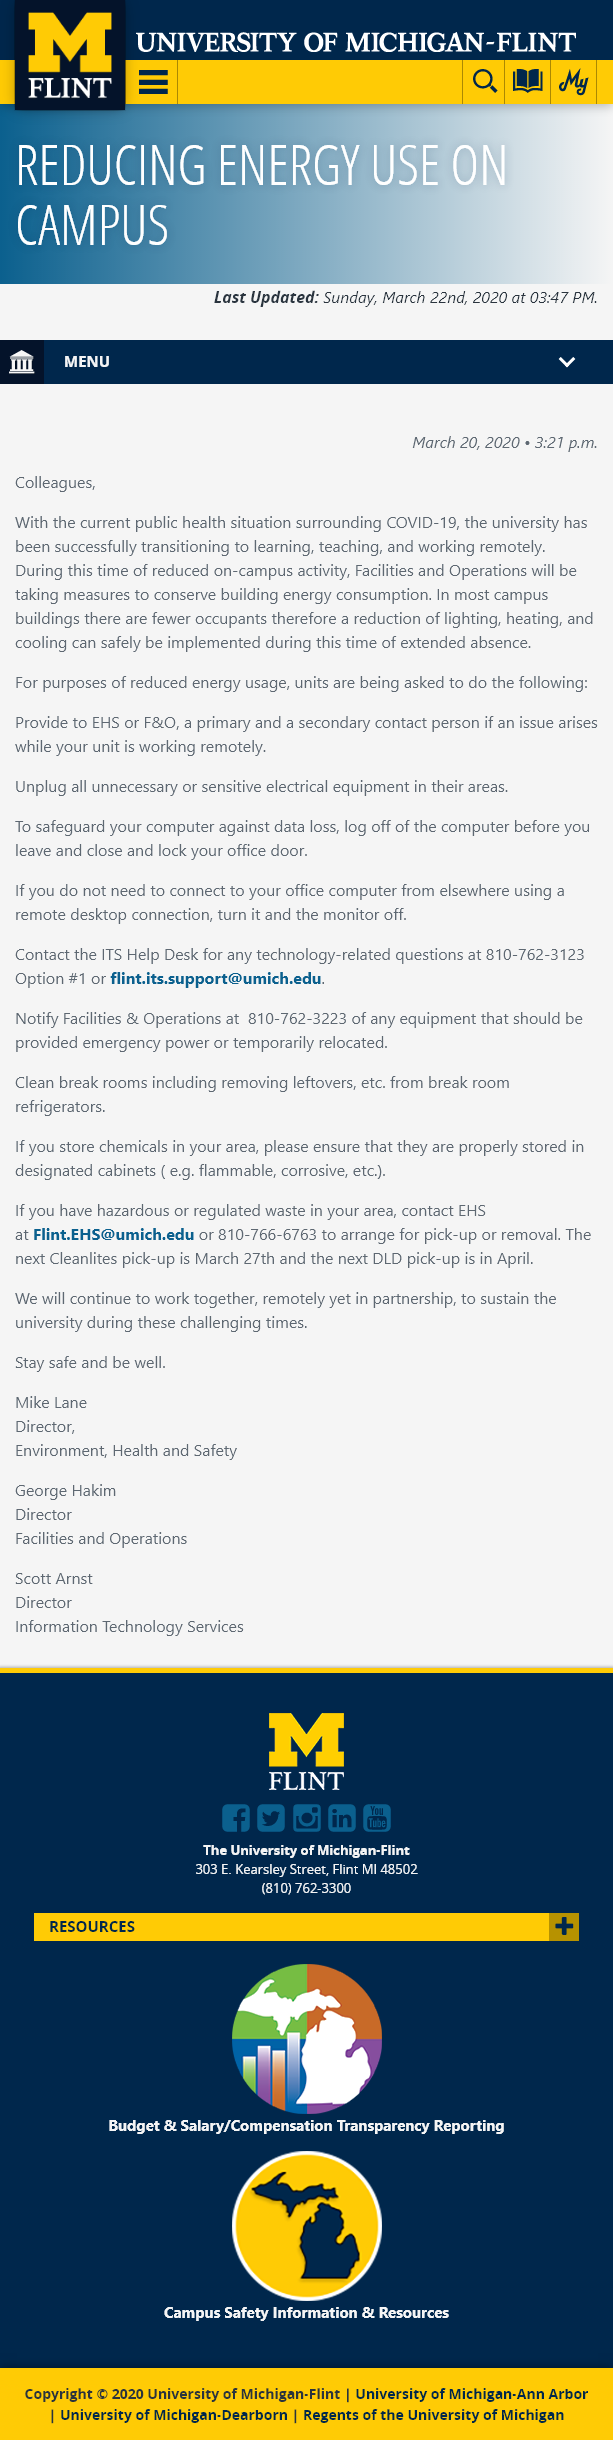 M
FLINT
UNIVERSITY OF MICHIGAN-FLINT
My
REDUCING ENERGY USE ON
CAMPUS
Last Updated: Sunday, March 22nd, 2020 at 03:47 PM.
MENU
March 20, 2020 • 3:21 p.m.
Colleagues,
With the current public health situation surrounding COVID-19, the university has
been successfully transitioning to learning, teaching, and working remotely.
During this time of reduced on-campus activity, Facilities and Operations will be
taking measures to conserve building energy consumption. In most campus
buildings there are fewer occupants therefore a reduction of lighting, heating, and
cooling can safely be implemented during this time of extended absence.
For purposes of reduced energy usage, units are being asked to do the following:
Provide to EHS or F&O, a primary and a secondary contact person if an issue arises
while your unit is working remotely.
Unplug all unnecessary or sensitive electrical equipment in their areas.
To safeguard your computer against data loss, log off of the computer before you
leave and close and lock your office door.
If you do not need to connect to your office computer from elsewhere using a
remote desktop connection, turn it and the monitor off.
Contact the ITS Help Desk for any technology-related questions at 810-762-3123
Option #1 or flint.its.support@umich.edu.
Notify Facilities & Operations at  810-762-3223 of any equipment that should be
provided emergency power or temporarily relocated.
Clean break rooms including removing leftovers, etc. from break room
refrigerators.
If you store chemicals in your area, please ensure that they are properly stored in
designated cabinets ( e.g. flammable, corrosive, etc.).
If you have hazardous or regulated waste in your area, contact EHS
at Flint.EHS@umich.edu or 810-766-6763 to arrange for pick-up or removal. The
next Cleanlites pick-up is March 27th and the next DLD pick-up is in April.
We will continue to work together, remotely yet in partnership, to sustain the
university during these challenging times.
Stay safe and be well.
Mike Lane
Director,
Environment, Health and Safety
George Hakim
Director
Facilities and Operations
Scott Arnst
Director
Information Technology Services
M
FLINT
You
Tube
The University of Michigan-Flint
303 E. Kearsley Street, Flint MI 48502
(810) 762-3300
RESOURCES
Budget & Salary/Compensation Transparency Reporting
Campus Safety Information & Resources
Copyright © 2020 University of Michigan-Flint | University of Michigan-Ann Arbor
| University of Michigan-Dearborn | Regents of the University of Michigan